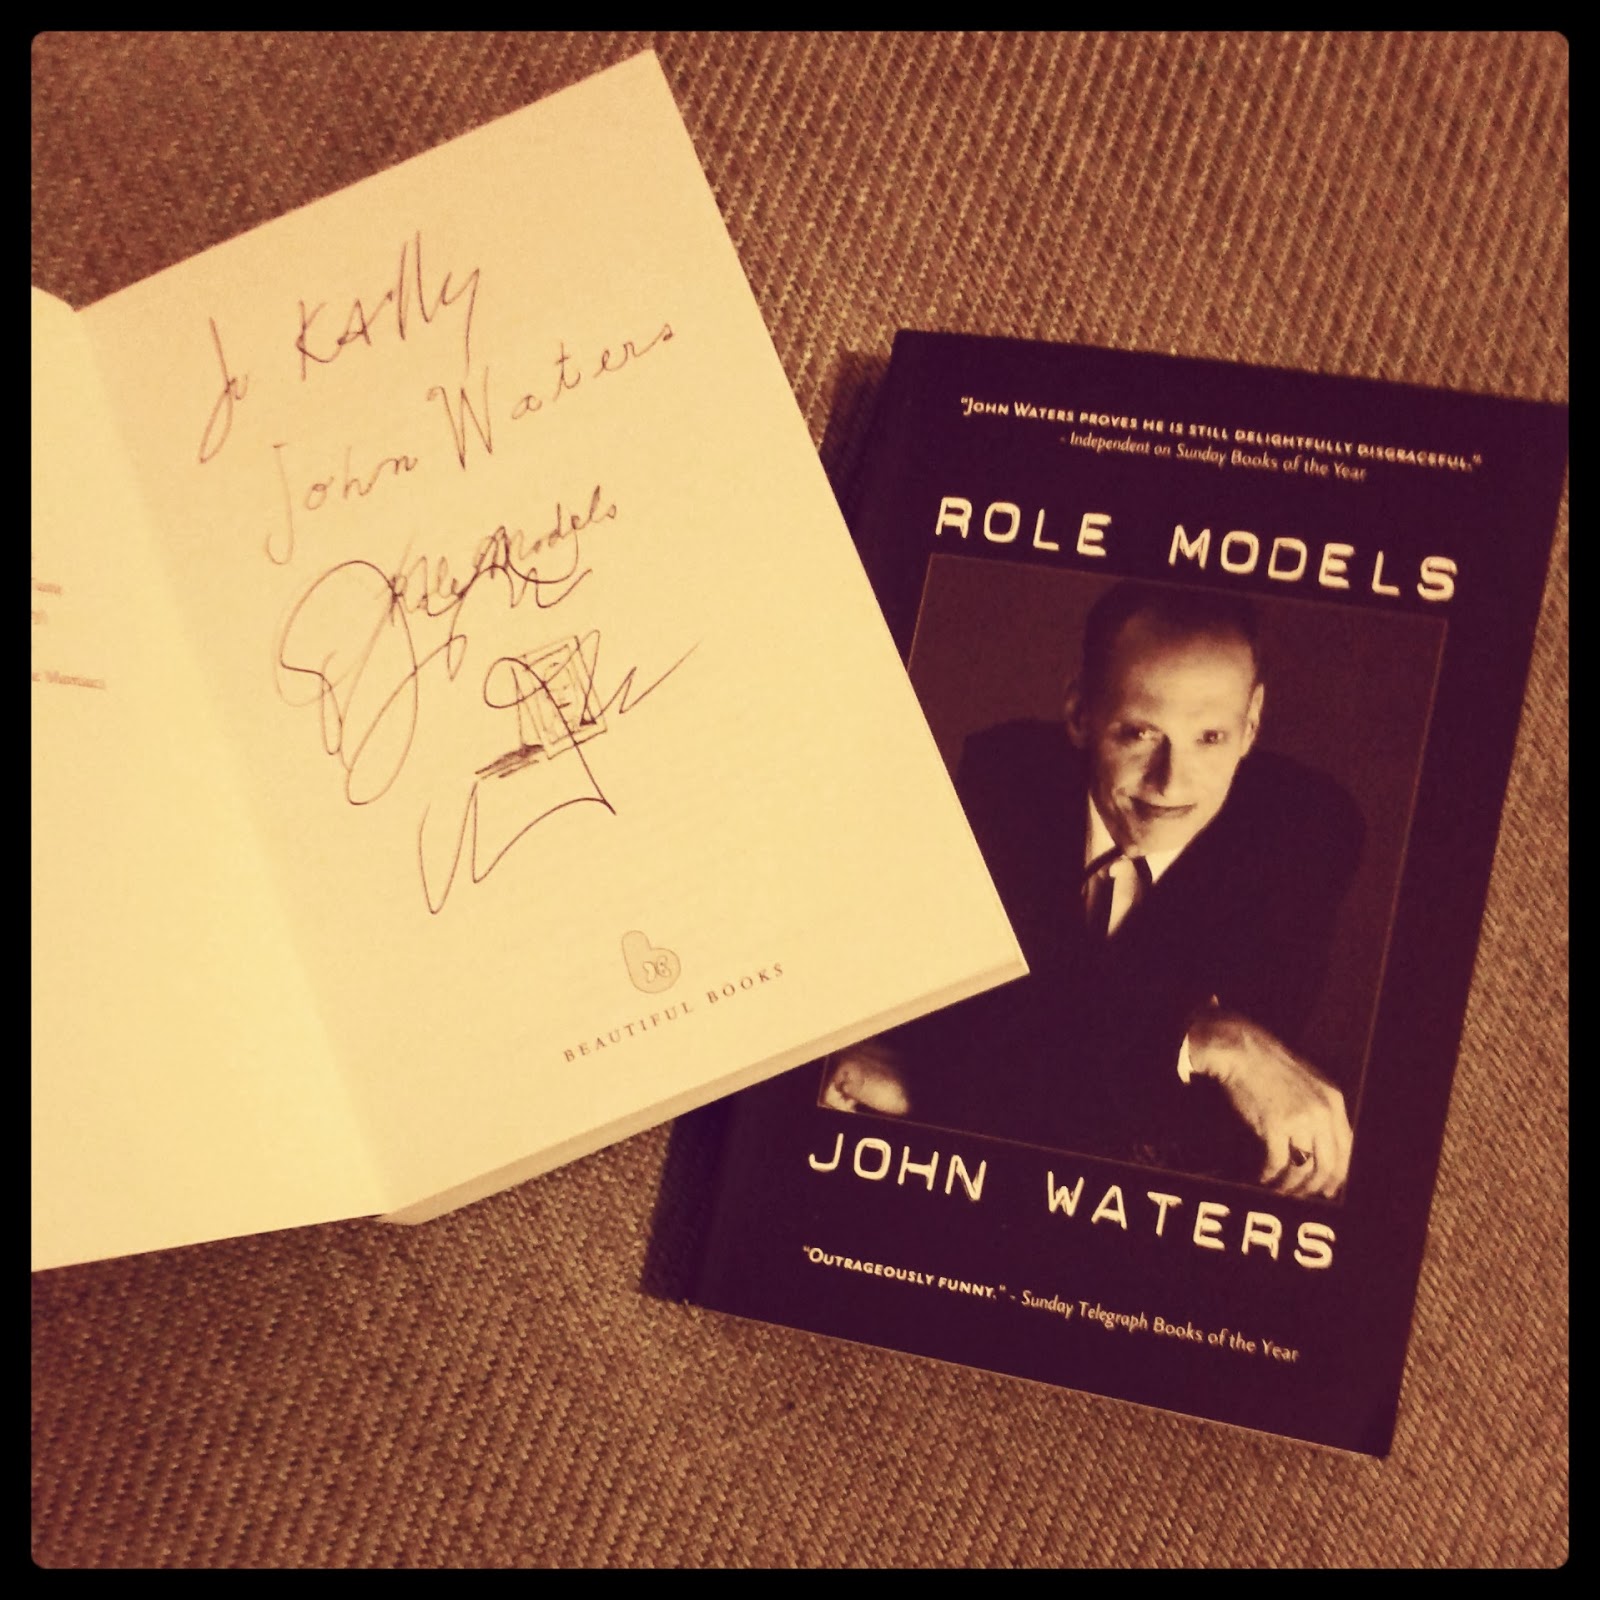 To Kally
John Waters
Role Models
BEAUTIFUL BOOKS
"JOHN WATERS PROVES HE IS STILL DELIGHTFULLY DISGRACEFUL."
- Independent on Sunday Books of the Year
ROLE MODELS
JOHN WATERS
"OUTRAGEOUSLY FUNNY." - Sunday Telegraph Books of the Year